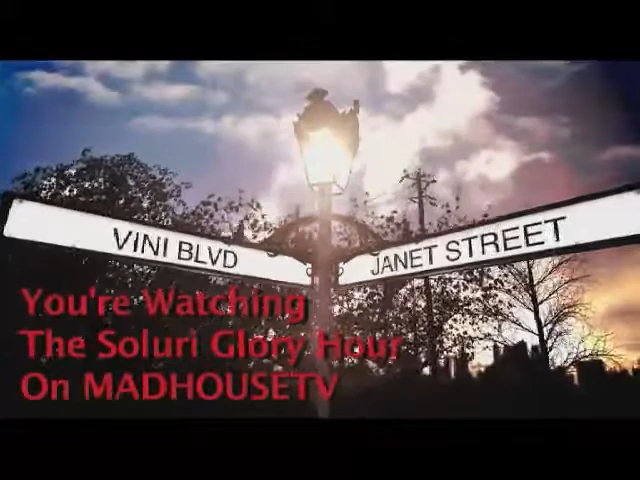 VINI BLVD
JANET STREET
You're Watching
The Soluri Glory Hour
On MADHOUSETV